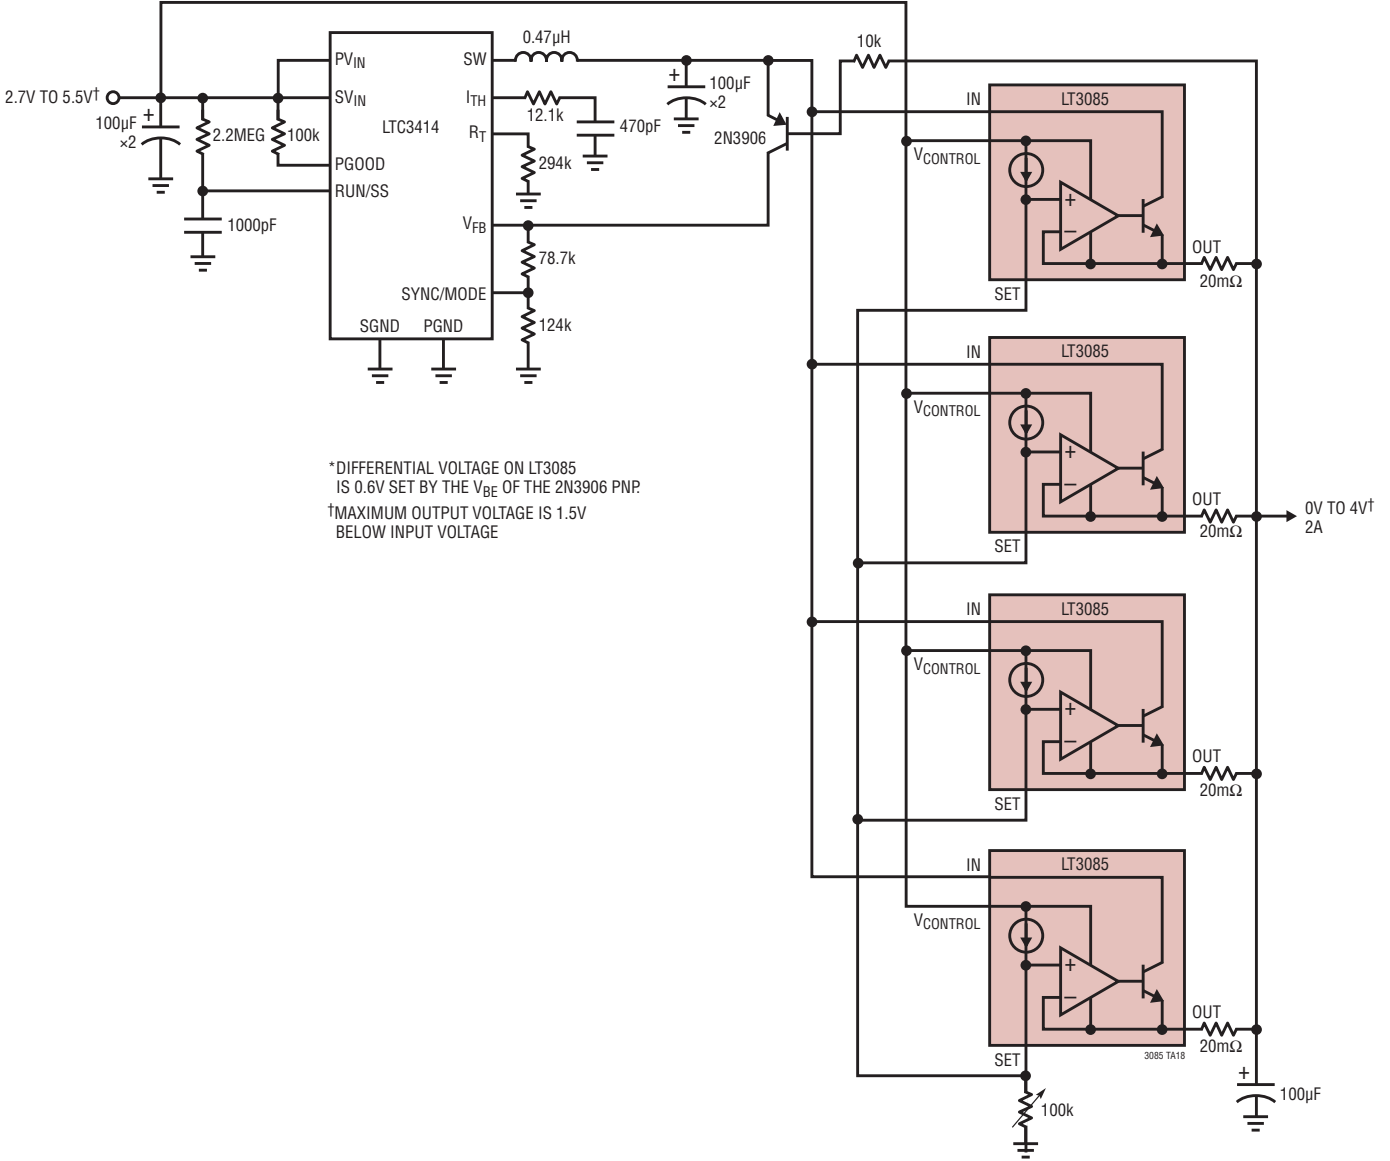 2.7V TO 5.5V†
100µF
×2
2.2MEG
100k
1000pF
PVIN
SVIN
PGOOD
RUN/SS
LTC3414
SW
ITH
RT
VFB
SYNC/MODE
SGND
PGND
0.47µH
12.1k
470pF
294k
78.7k
124k
100µF
×2
2N3906
10k
*DIFFERENTIAL VOLTAGE ON LT3085
IS 0.6V SET BY THE VBE OF THE 2N3906 PNP.
†MAXIMUM OUTPUT VOLTAGE IS 1.5V
BELOW INPUT VOLTAGE
IN
LT3085
VCONTROL
+
–
OUT
20mΩ
SET
IN
LT3085
VCONTROL
+
–
OUT
20mΩ
SET
0V TO 4V†
2A
IN
LT3085
VCONTROL
+
–
OUT
20mΩ
SET
IN
LT3085
VCONTROL
+
–
OUT
20mΩ
SET
3085 TA18
100k
+
100µF